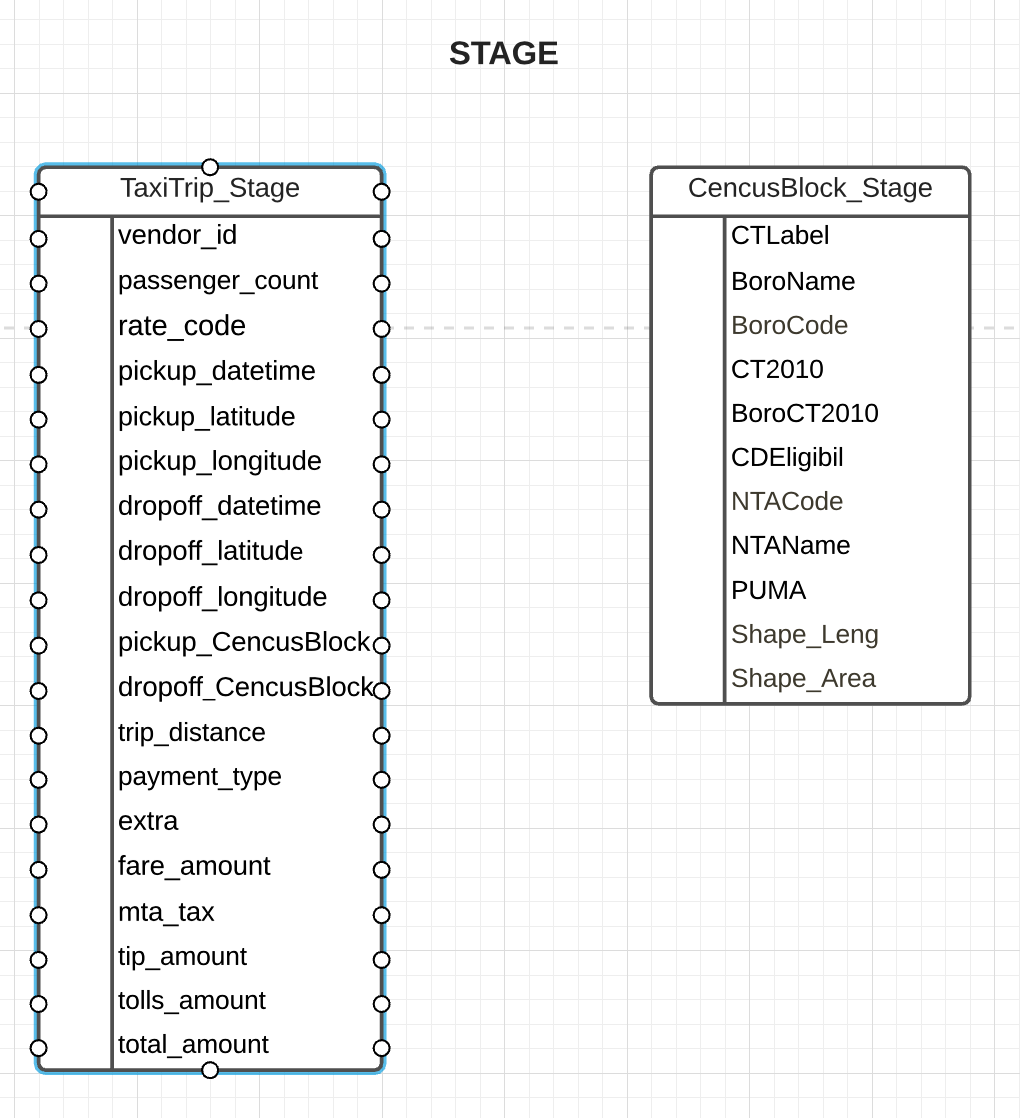 STAGE
TaxiTrip_Stage
vendor_id
passenger_count
rate_code
pickup_datetime
pickup_latitude
pickup_longitude
dropoff_datetime
dropoff_latitude
dropoff_longitude
pickup_CencusBlock
dropoff_CencusBlock
trip_distance
payment_type
extra
fare_amount
mta_tax
tip_amount
tolls_amount
total_amount
CencusBlock_Stage
CTLabel
BoroName
BoroCode
CT2010
BoroCT2010
CDEligibil
NTACode
NTAName
PUMA
Shape_Leng
Shape_Area